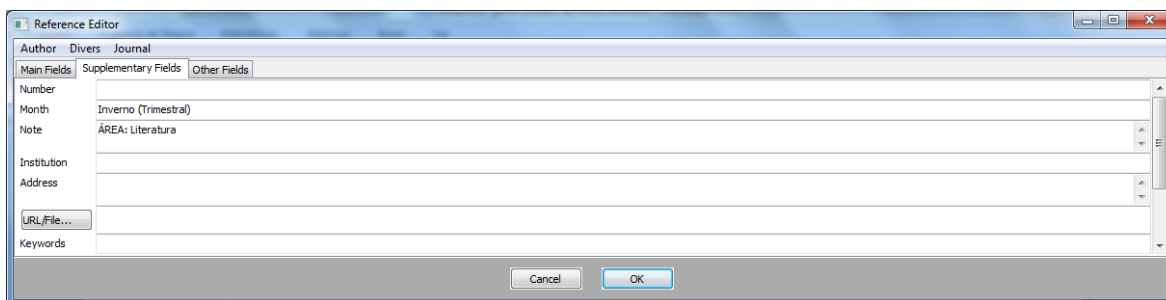 Reference Editor
Author Divers Journal
Main Fields Supplementary Fields Other Fields
Number
Month Inverno (Trimestral)
Note ÁREA: Literatura
Institution
Address
URL/File...
Keywords
Cancel OK